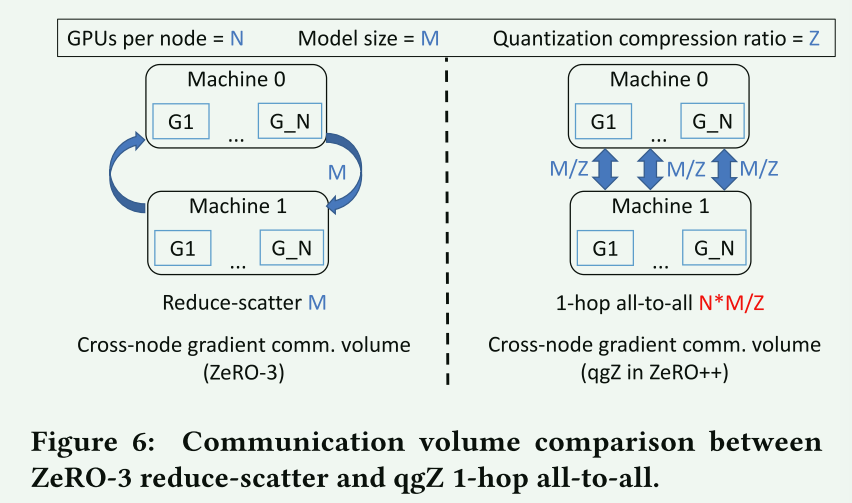 GPUs per node = N Model size = M Quantization compression ratio = Z
Machine 0
G1 ... G_N
M
Machine 1
G1 ... G_N
Reduce-scatter M
Cross-node gradient comm. volume
(ZeRO-3)
Machine 0
G1 ... G_N
M/Z M/Z M/Z
Machine 1
G1 ... G_N
1-hop all-to-all N*M/Z
Cross-node gradient comm. volume
(qgZ in ZeRO++)
Figure 6: Communication volume comparison between
ZeRO-3 reduce-scatter and qgZ 1-hop all-to-all.